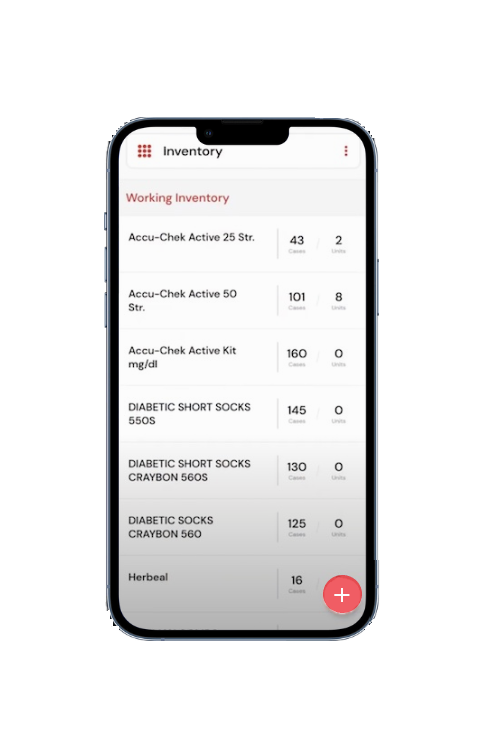 Inventory
Working Inventory
Accu-Chek Active 25 Str.
43 / 2
Cases Units
Accu-Chek Active 50
Str.
101 / 8
Cases Units
Accu-Chek Active Kit
mg/dl
160 / 0
Cases Units
DIABETIC SHORT SOCKS
550S
145 / 0
Cases Units
DIABETIC SHORT SOCKS
CRAYBON 560S
130 / 0
Cases Units
DIABETIC SOCKS
CRAYBON 560
125 / 0
Cases Units
Herbeal
16
Cases
+